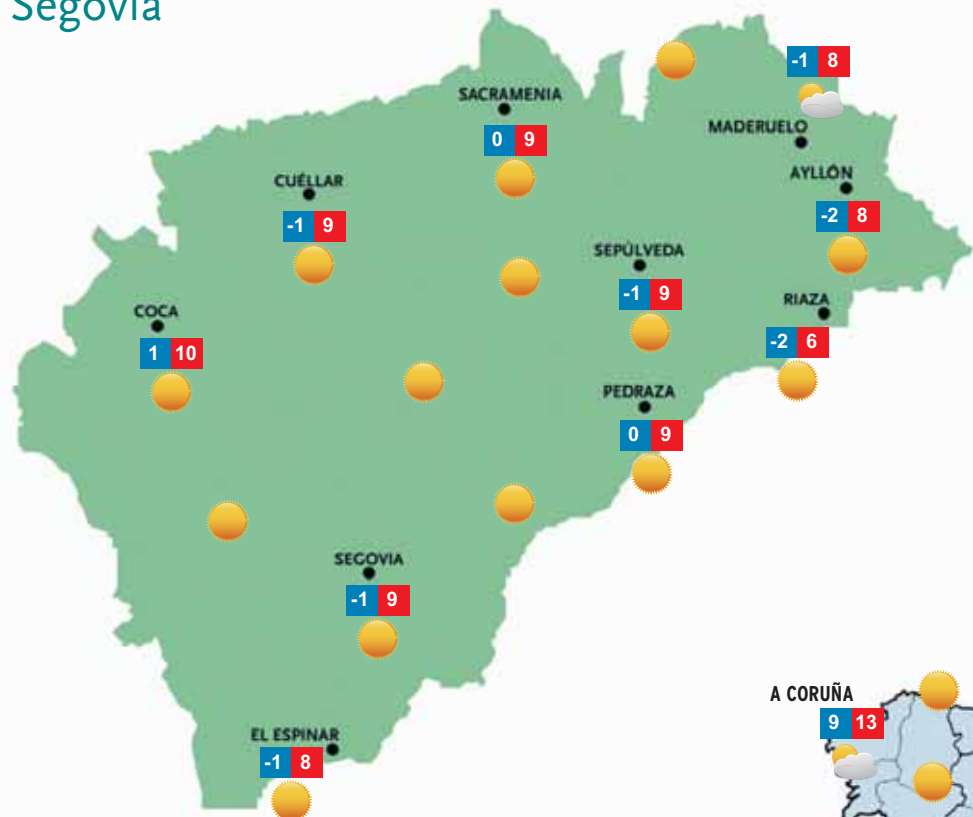 Segovia
-1 8
SACRAMENIA
MADERUELO
0 9
AYLLÓN
CUÉLLAR
-2 8
-1 9
SEPÚLVEDA
-1 9
RIAZA
COCA
-2 6
1 10
PEDRAZA
0 9
SEGOVIA
-1 9
A CORUÑA
9 13
EL ESPINAR
-1 8